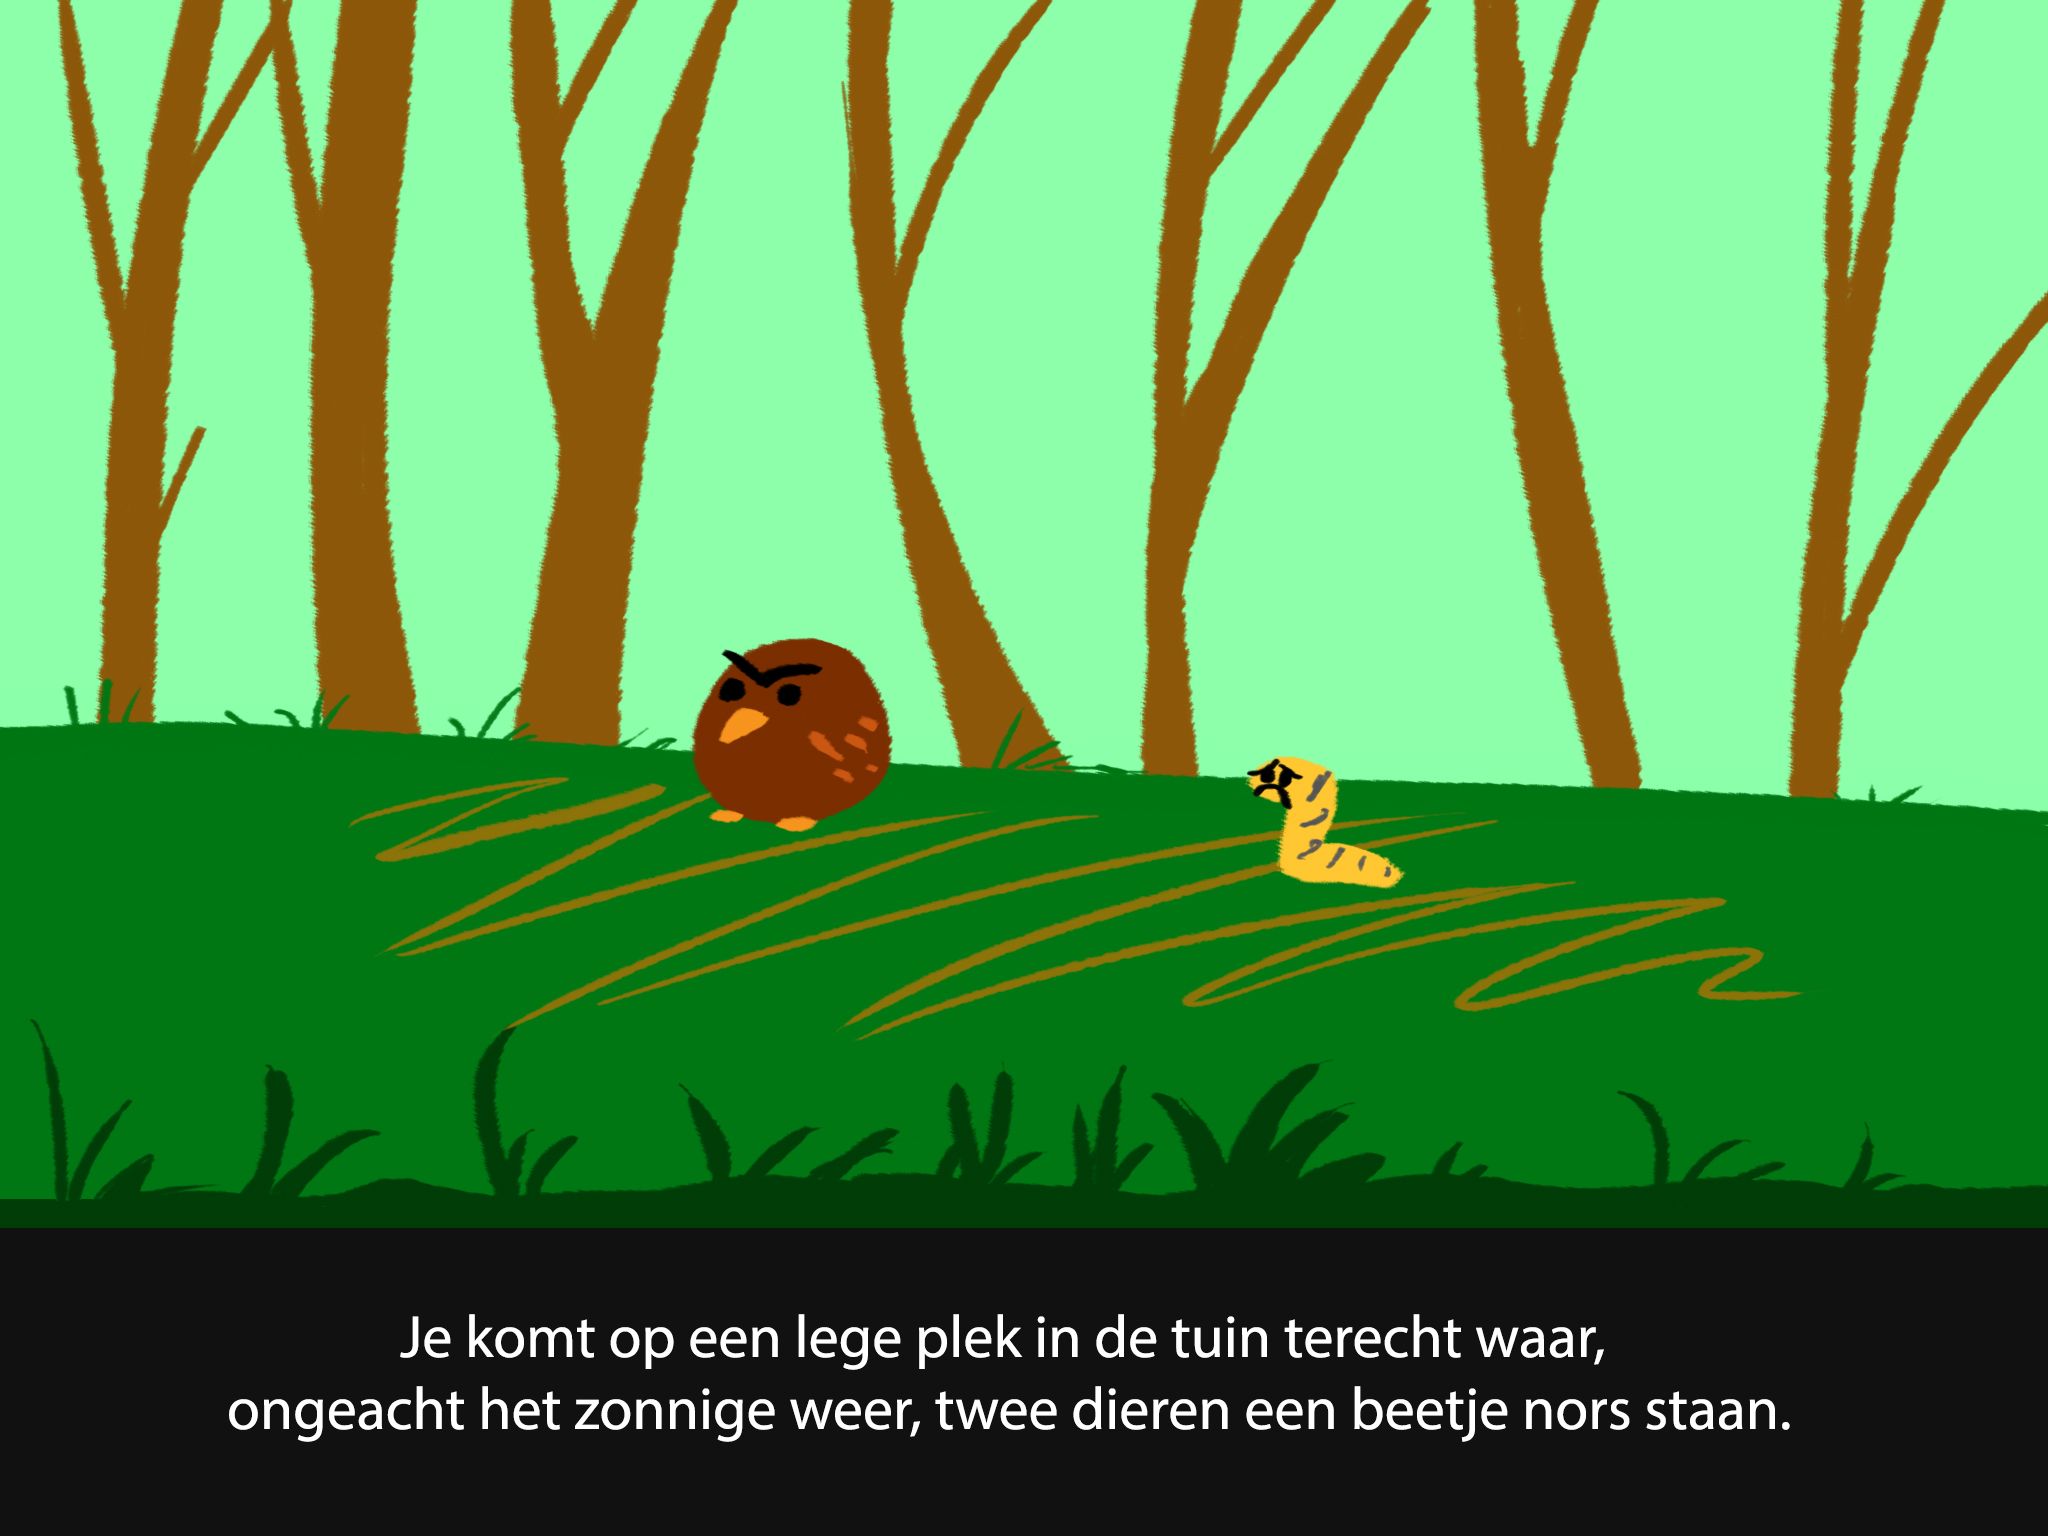 Je komt op een lege plek in de tuin terecht waar,
ongeacht het zonnige weer, twee dieren een beetje nors staan.